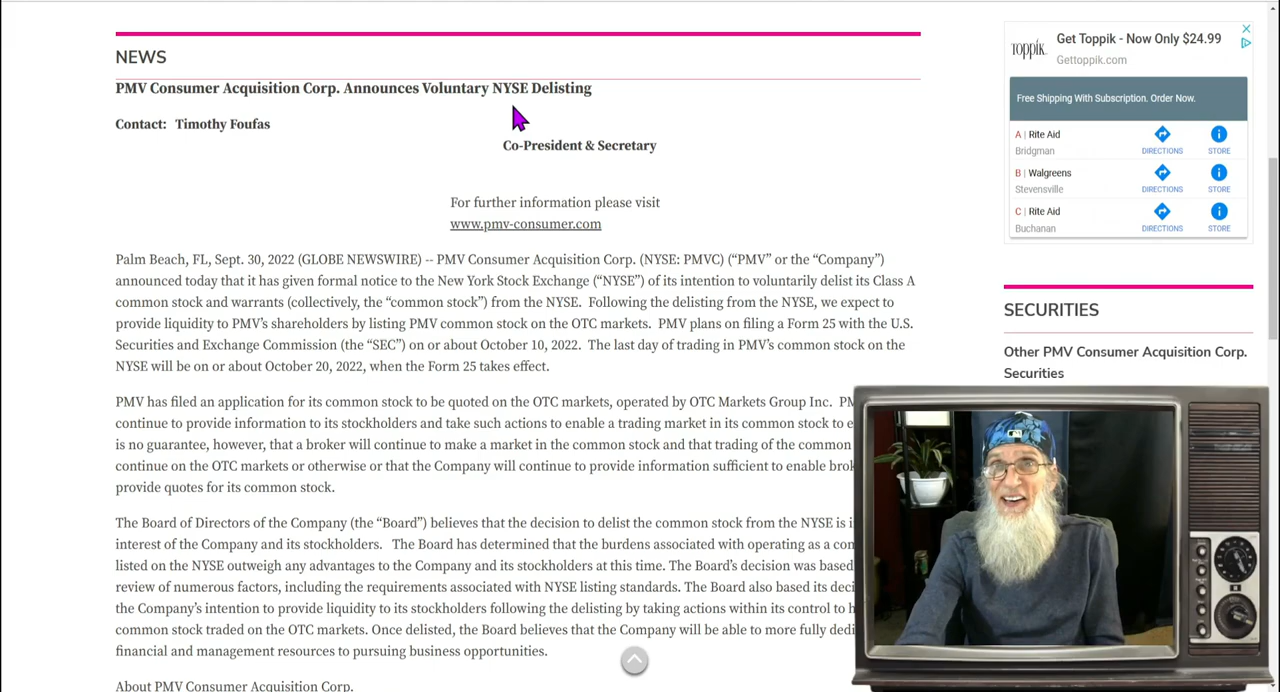 NEWS
PMV Consumer Acquisition Corp. Announces Voluntary NYSE Delisting
Contact: Timothy Foufas
Co-President & Secretary
For further information please visit
www.pmv-consumer.com
Palm Beach, FL, Sept. 30, 2022 (GLOBE NEWSWIRE) -- PMV Consumer Acquisition Corp. (NYSE: PMVC) (“PMV” or the “Company”)
announced today that it has given formal notice to the New York Stock Exchange (“NYSE”) of its intention to voluntarily delist its Class A
common stock and warrants (collectively, the “common stock”) from the NYSE. Following the delisting from the NYSE, we expect to
provide liquidity to PMV’s shareholders by listing PMV common stock on the OTC markets. PMV plans on filing a Form 25 with the U.S.
Securities and Exchange Commission (the “SEC”) on or about October 10, 2022. The last day of trading in PMV’s common stock on the
NYSE will be on or about October 20, 2022, when the Form 25 takes effect.
PMV has filed an application for its common stock to be quoted on the OTC markets, operated by OTC Markets Group Inc.
continue to provide information to its stockholders and take such actions to enable a trading market in its common stock to
is no guarantee, however, that a broker will continue to make a market in the common stock and that trading of the common
continue on the OTC markets or otherwise or that the Company will continue to provide information sufficient to enable
provide quotes for its common stock.
The Board of Directors of the Company (the “Board”) believes that the decision to delist the common stock from the NYSE is
interest of the Company and its stockholders. The Board has determined that the burdens associated with operating as a
listed on the NYSE outweigh any advantages to the Company and its stockholders at this time. The Board’s decision was based
review of numerous factors, including the requirements associated with NYSE listing standards. The Board also based its
the Company’s intention to provide liquidity to its stockholders following the delisting by taking actions within its control to
common stock traded on the OTC markets. Once delisted, the Board believes that the Company will be able to more fully
financial and management resources to pursuing business opportunities.
About PMV Consumer Acquisition Corp.
TOPPIK
Get Toppik - Now Only $24.99
Gettoppik.com
Free Shipping With Subscription. Order Now.
A | Rite Aid
Bridgman
DIRECTIONS STORE
B | Walgreens
Stevensville
DIRECTIONS STORE
C | Rite Aid
Buchanan
DIRECTIONS STORE
SECURITIES
Other PMV Consumer Acquisition Corp.
Securities